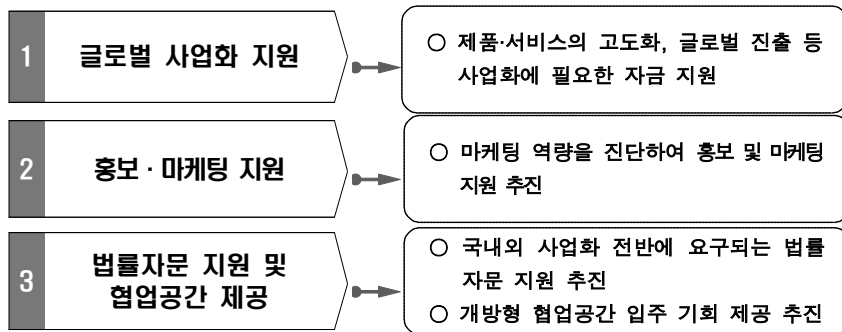 1
글로벌 사업화 지원
○ 제품·서비스의 고도화, 글로벌 진출 등
사업화에 필요한 자금 지원
2
홍보·마케팅 지원
○ 마케팅 역량을 진단하여 홍보 및 마케팅
지원 추진
3
법률자문 지원 및
협업공간 제공
○ 국내외 사업화 전반에 요구되는 법률
자문 지원 추진
○ 개방형 협업공간 입주 기회 제공 추진